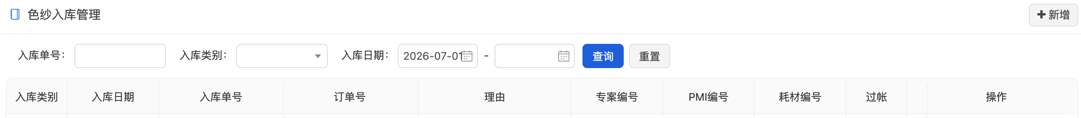 色纱入库管理
+ 新增
入库单号： 入库类别： 入库日期： 2026-07-01 - 查询 重置
入库类别 入库日期 入库单号 订单号 理由 专案编号 PMI编号 耗材编号 过帐 操作